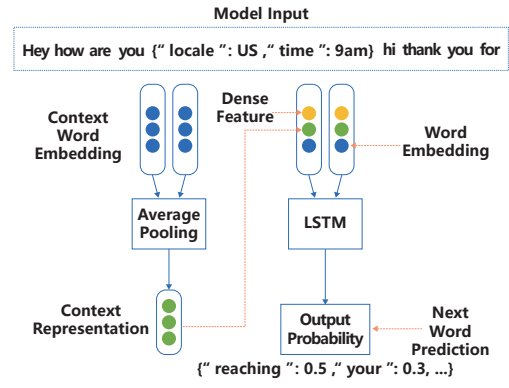 Model Input
Hey how are you {“ locale ”: US ,“ time ”: 9am} hi thank you for
Context
Word
Embedding
Dense
Feature
Word
Embedding
Average
Pooling
LSTM
Context
Representation
Output
Probability
Next
Word
Prediction
{“ reaching ”: 0.5 ,“ your ”: 0.3, ...}